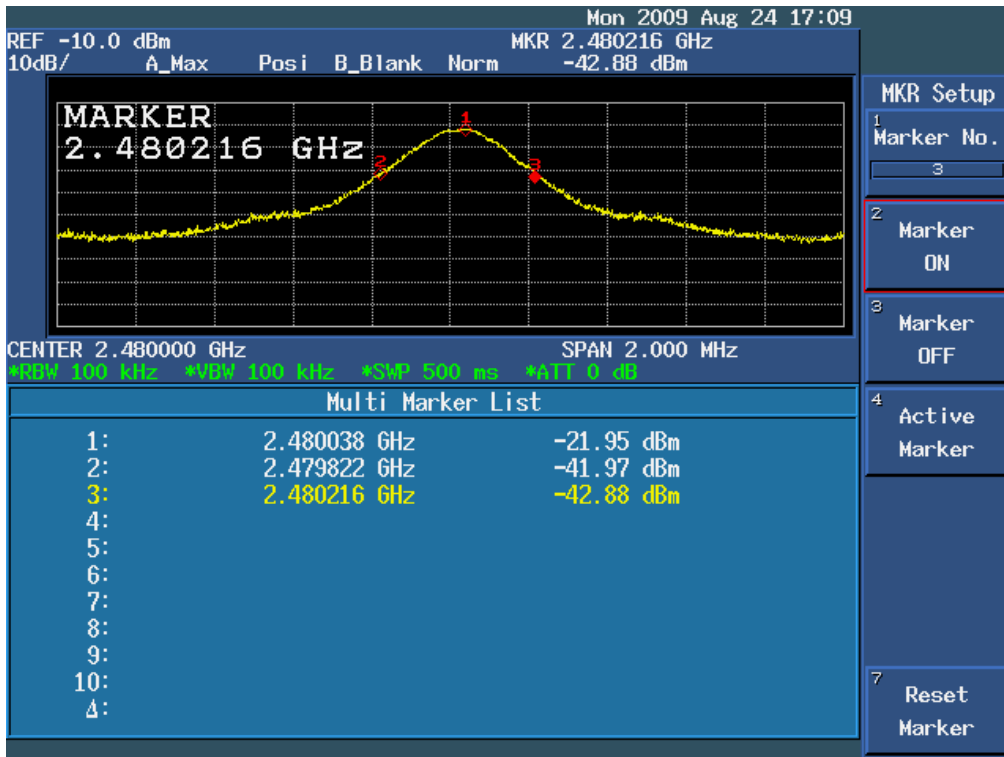 Mon 2009 Aug 24 17:09
REF -10.0 dBm MKR 2.480216 GHz
10dB/ A_Max Posi B_Blank Norm -42.88 dBm
MARKER
2.480216 GHz
1
2
3
CENTER 2.480000 GHz SPAN 2.000 MHz
*RBW 100 kHz *VBW 100 kHz *SWP 500 ms *ATT 0 dB
Multi Marker List
1: 2.480038 GHz -21.95 dBm
2: 2.479822 GHz -41.97 dBm
3: 2.480216 GHz -42.88 dBm
4:
5:
6:
7:
8:
9:
10:
Δ:
MKR Setup
1
Marker No.
3
2
Marker
ON
3
Marker
OFF
4
Active
Marker
7
Reset
Marker